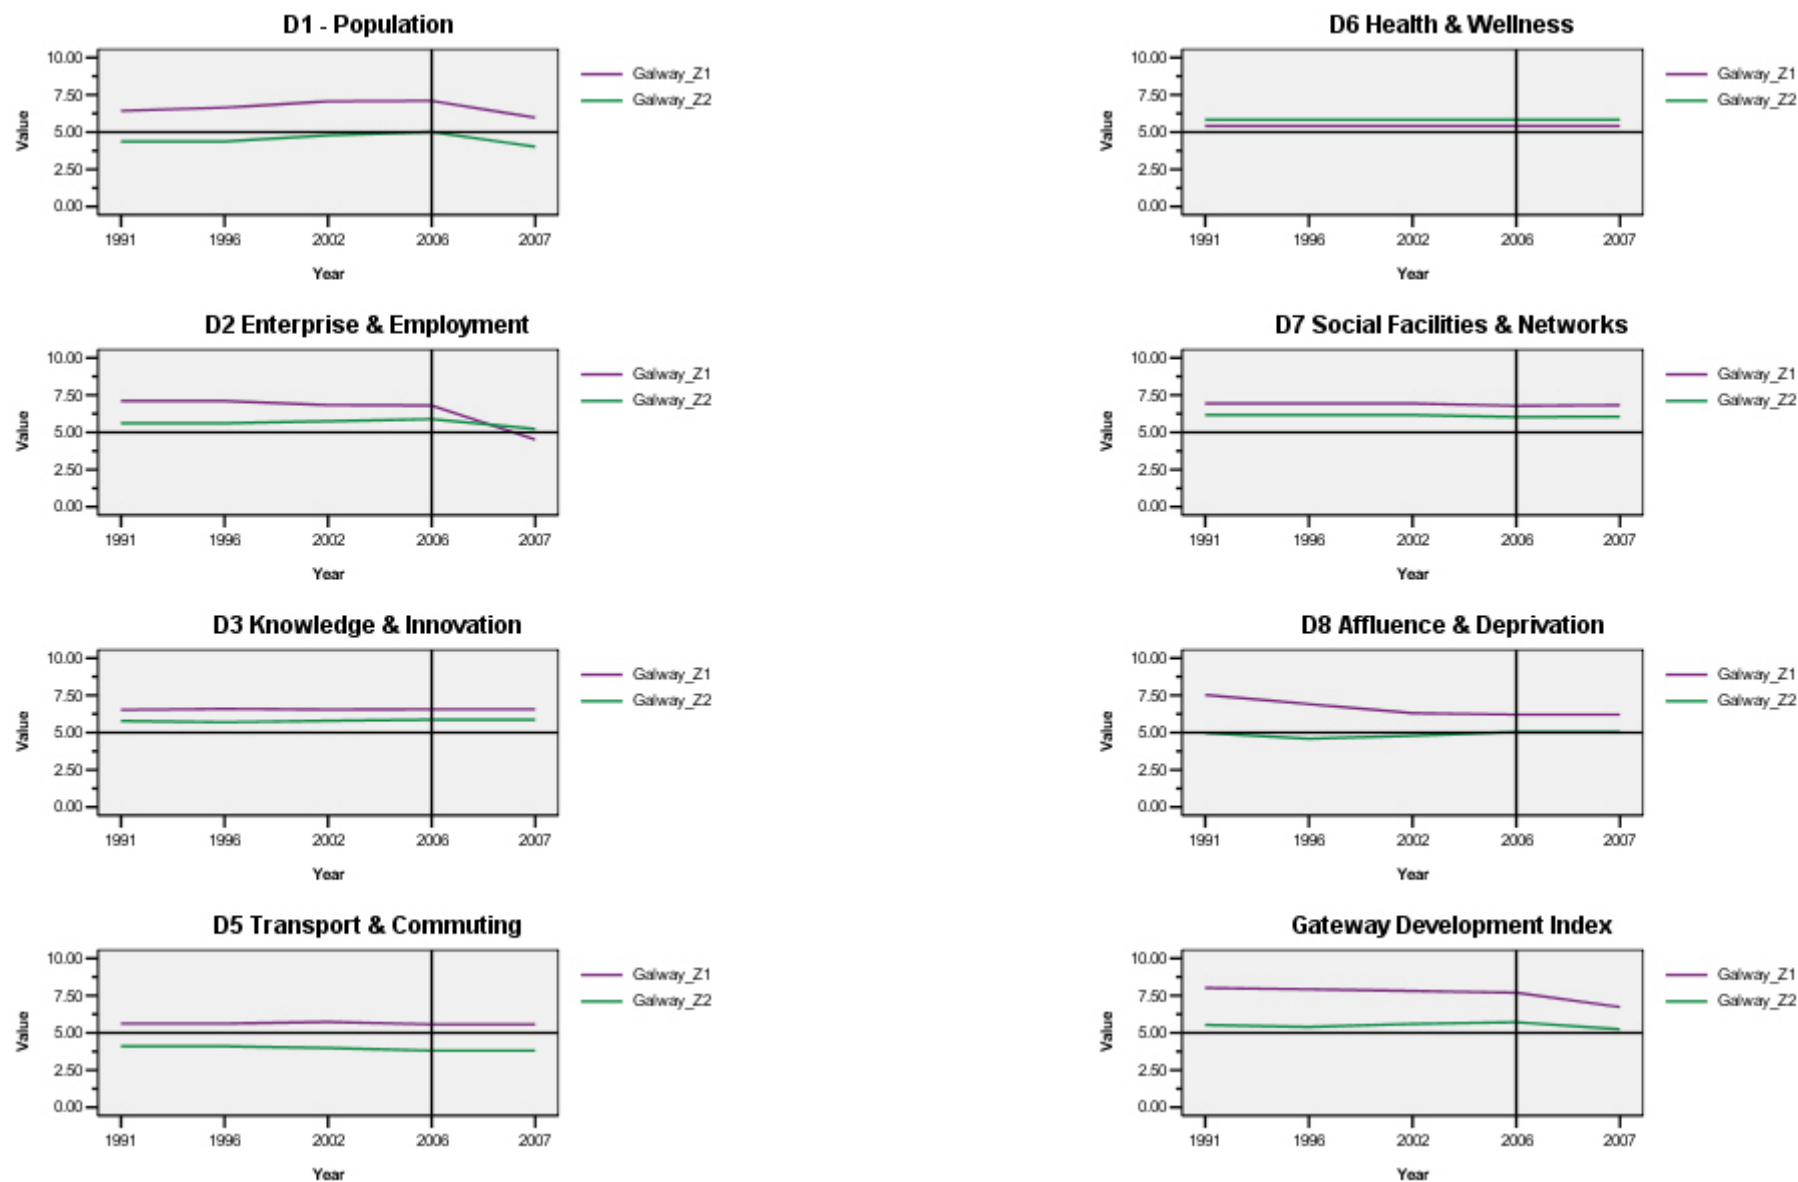 D1 - Population
10.00
7.50
5.00
2.50
0.00
Value
1991 1996 2002 2006 2007
Year
Galway_Z1
Galway_Z2
D2 Enterprise & Employment
10.00
7.50
5.00
2.50
0.00
Value
1991 1996 2002 2006 2007
Year
Galway_Z1
Galway_Z2
D3 Knowledge & Innovation
10.00
7.50
5.00
2.50
0.00
Value
1991 1996 2002 2006 2007
Year
Galway_Z1
Galway_Z2
D5 Transport & Commuting
10.00
7.50
5.00
2.50
0.00
Value
1991 1996 2002 2006 2007
Year
Galway_Z1
Galway_Z2
D6 Health & Wellness
10.00
7.50
5.00
2.50
0.00
Value
1991 1996 2002 2006 2007
Year
Galway_Z1
Galway_Z2
D7 Social Facilities & Networks
10.00
7.50
5.00
2.50
0.00
Value
1991 1996 2002 2006 2007
Year
Galway_Z1
Galway_Z2
D8 Affluence & Deprivation
10.00
7.50
5.00
2.50
0.00
Value
1991 1996 2002 2006 2007
Year
Galway_Z1
Galway_Z2
Gateway Development Index
10.00
7.50
5.00
2.50
0.00
Value
1991 1996 2002 2006 2007
Year
Galway_Z1
Galway_Z2